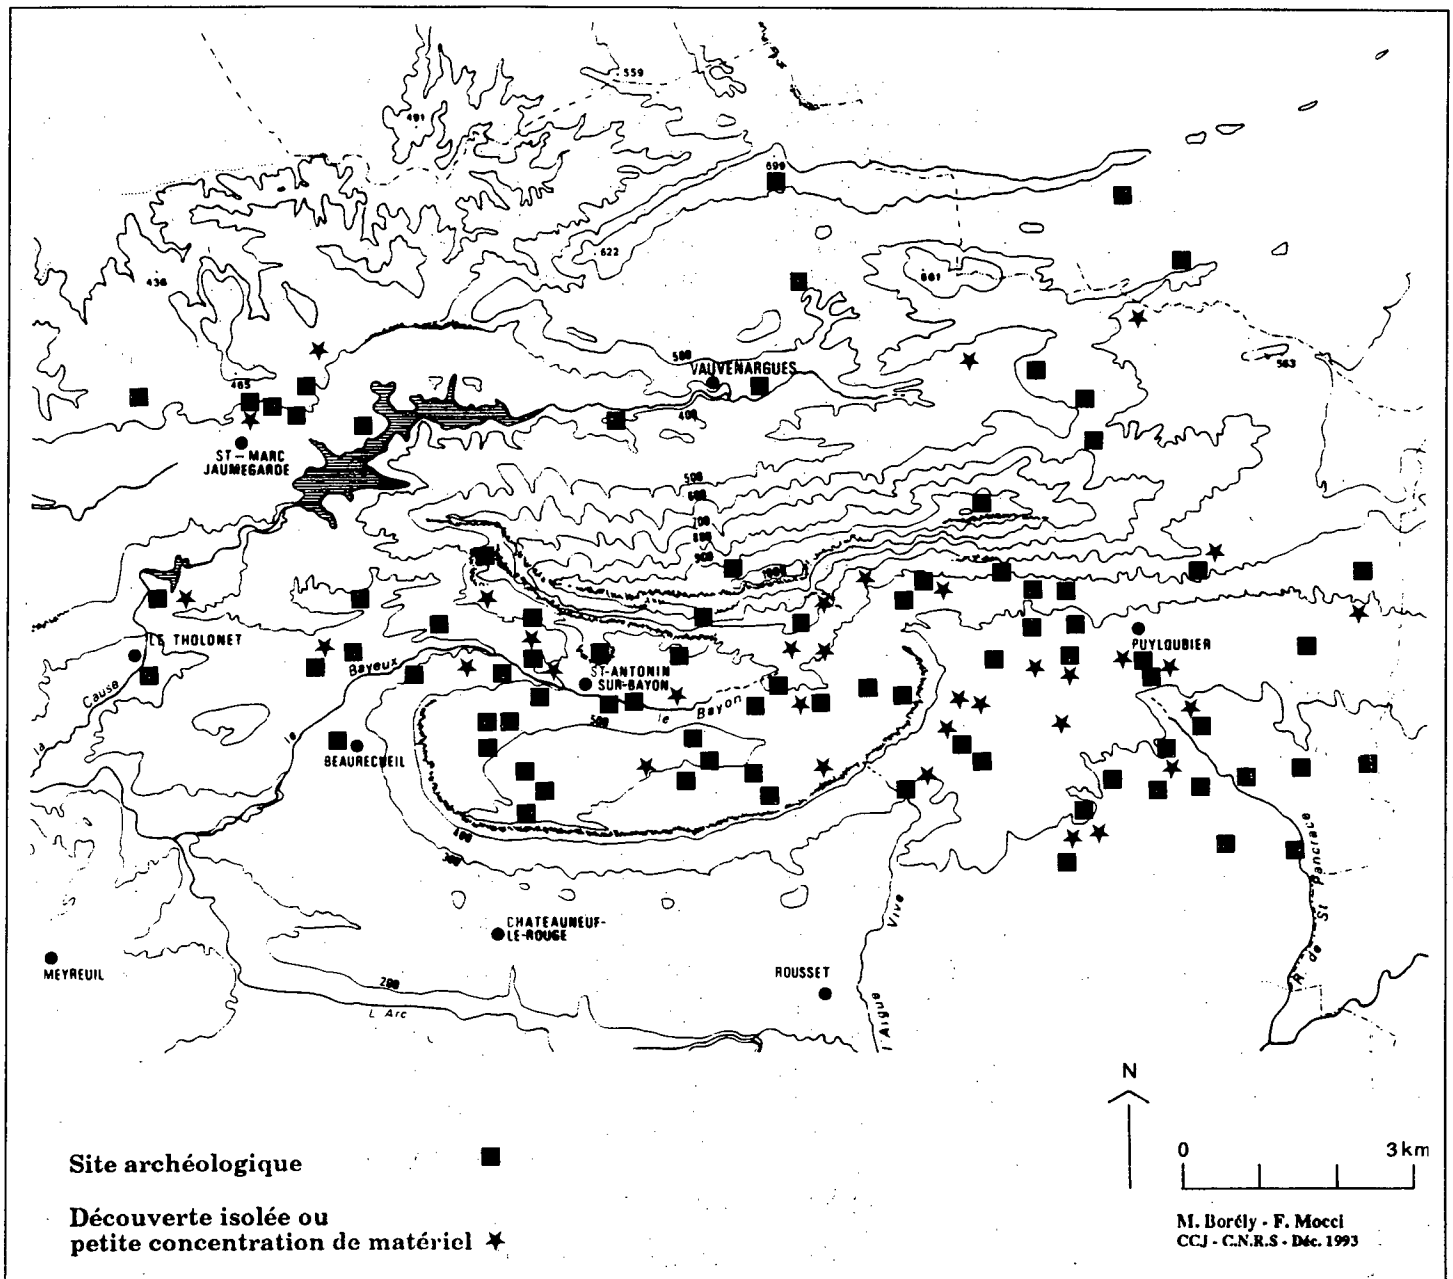 559
491
699
622
436
661
563
500
VAUVENARGUES
400
465
ST-MARC
JAUMEGARDE
500
600
700
800
900
LE THOLONET
la Cause
le Bayeux
ST-ANTONIN
SUR-BAYON
le Bayon
500
PUYLOUBIER
BEAURECUEIL
400
300
R. de St Pancrace
CHATEAUNEUF-
LE-ROUGE
l'Aigue Vive
MEYREUIL
ROUSSET
200
L Arc
N
0 3km
Site archéologique
Découverte isolée ou
petite concentration de matériel
M. Borély - F. Mocci
CCJ - C.N.R.S - Déc. 1993